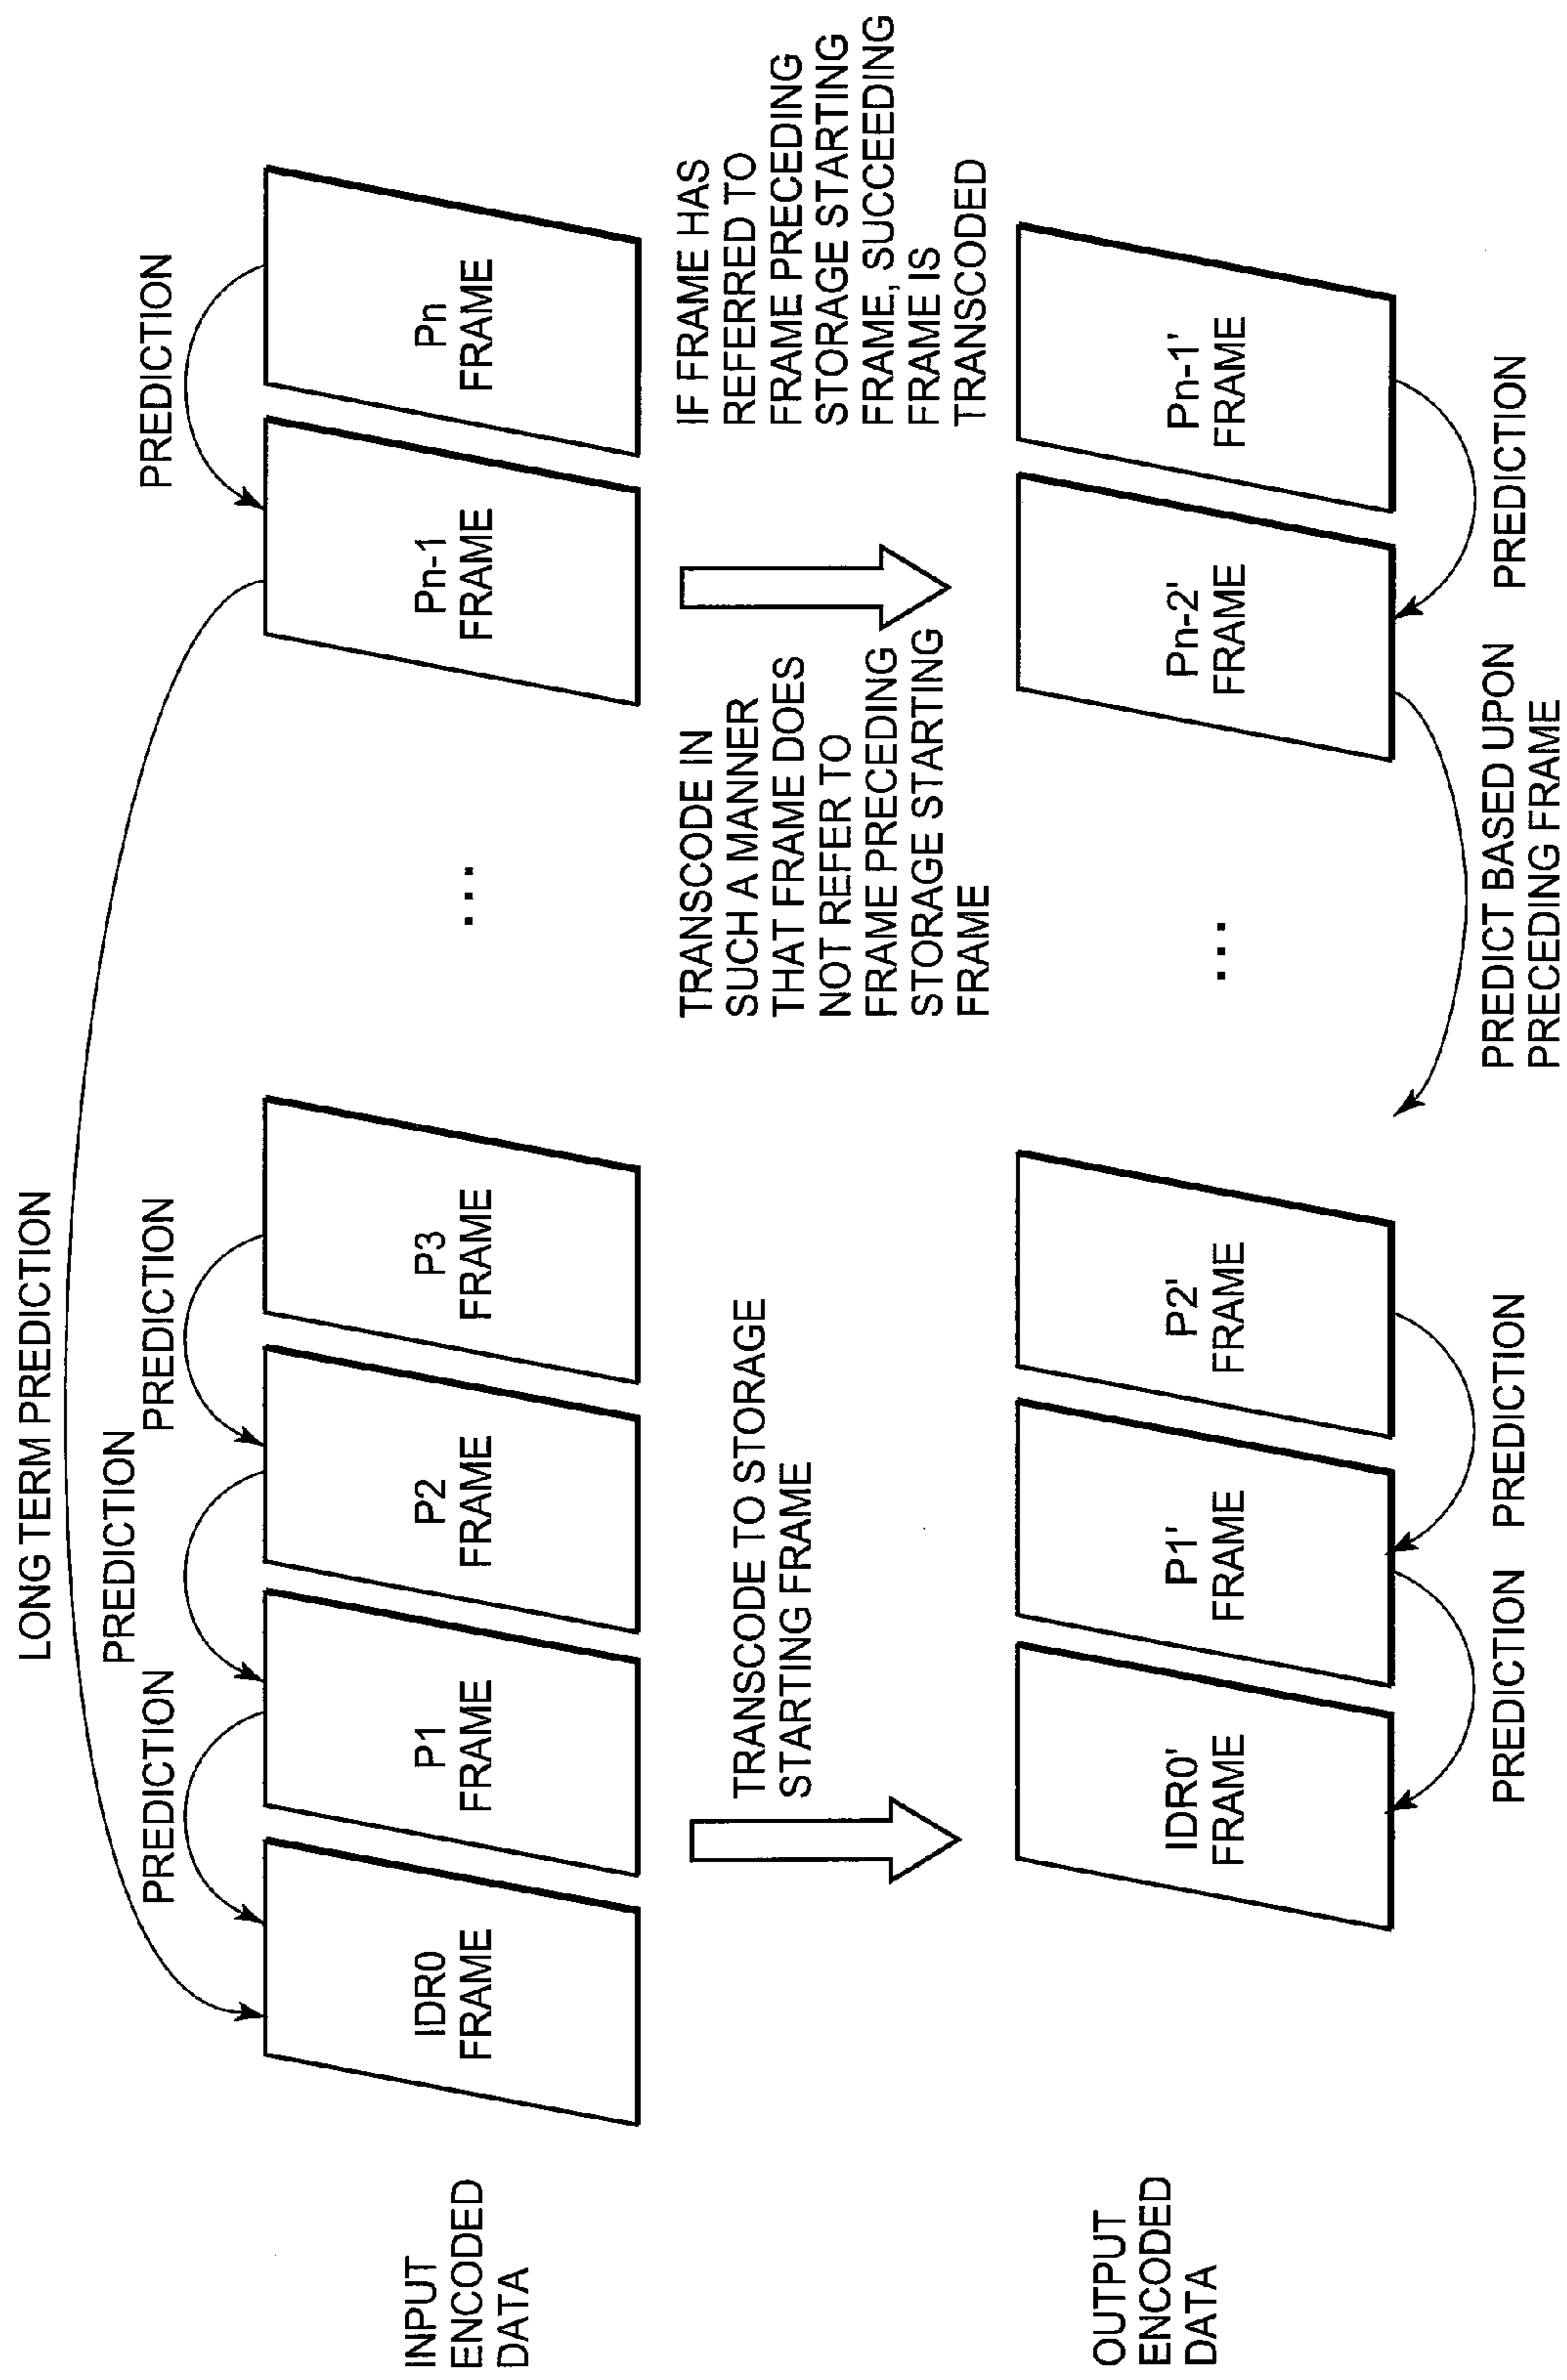 LONG TERM PREDICTION
PREDICTION
PREDICTION
PREDICTION
PREDICTION
INPUT
ENCODED
DATA
IDR0
FRAME
P1
FRAME
P2
FRAME
P3
FRAME
...
Pn-1
FRAME
Pn
FRAME
TRANSCODE TO STORAGE
STARTING FRAME
TRANSCODE IN
SUCH A MANNER
THAT FRAME DOES
NOT REFER TO
FRAME PRECEDING
STORAGE STARTING
FRAME
IF FRAME HAS
REFERRED TO
FRAME PRECEDING
STORAGE STARTING
FRAME, SUCCEEDING
FRAME IS
TRANSCODED
OUTPUT
ENCODED
DATA
IDR0'
FRAME
P1'
FRAME
P2'
FRAME
...
Pn-2'
FRAME
Pn-1'
FRAME
PREDICTION
PREDICTION
PREDICT BASED UPON
PRECEDING FRAME
PREDICTION